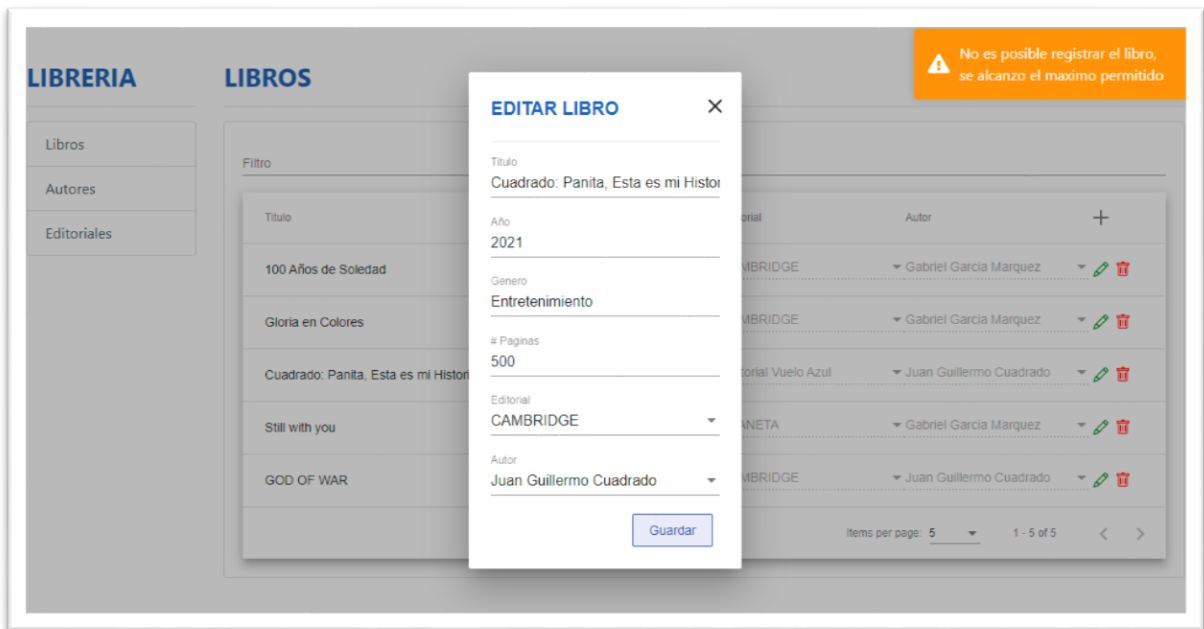 No es posible registrar el libro,
se alcanzo el maximo permitido
LIBRERIA
LIBROS
Libros
Autores
Editoriales
EDITAR LIBRO
Titulo
Cuadrado: Panita, Esta es mi Histor
Año
2021
Genero
Entretenimiento
# Paginas
500
Editorial
CAMBRIDGE
Autor
Juan Guillermo Cuadrado
Guardar
Filtro
Titulo orial Autor
100 Años de Soledad MBRIDGE Gabriel Garcia Marquez
Gloria en Colores MBRIDGE Gabriel Garcia Marquez
Cuadrado: Panita, Esta es mi Histori torial Vuelo Azul Juan Guillermo Cuadrado
Still with you ANETA Gabriel Garcia Marquez
GOD OF WAR MBRIDGE Juan Guillermo Cuadrado
Items per page: 5 1 - 5 of 5